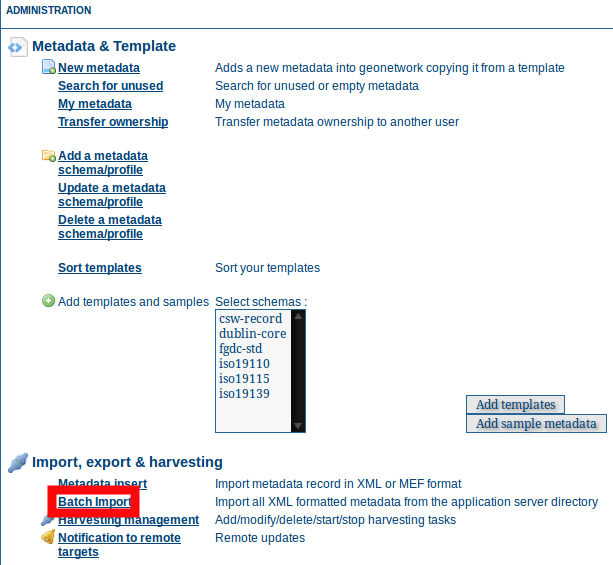 ADMINISTRATION
Metadata & Template
New metadata Adds a new metadata into geonetwork copying it from a template
Search for unused Search for unused or empty metadata
My metadata My metadata
Transfer ownership Transfer metadata ownership to another user
Add a metadata
schema/profile
Update a metadata
schema/profile
Delete a metadata
schema/profile
Sort templates Sort your templates
Add templates and samples Select schemas :
csw-record
dublin-core
fgdc-std
iso19110
iso19115
iso19139
Add templates
Add sample metadata
Import, export & harvesting
Metadata insert Import metadata record in XML or MEF format
Batch Import Import all XML formatted metadata from the application server directory
Harvesting management Add/modify/delete/start/stop harvesting tasks
Notification to remote Remote updates
targets